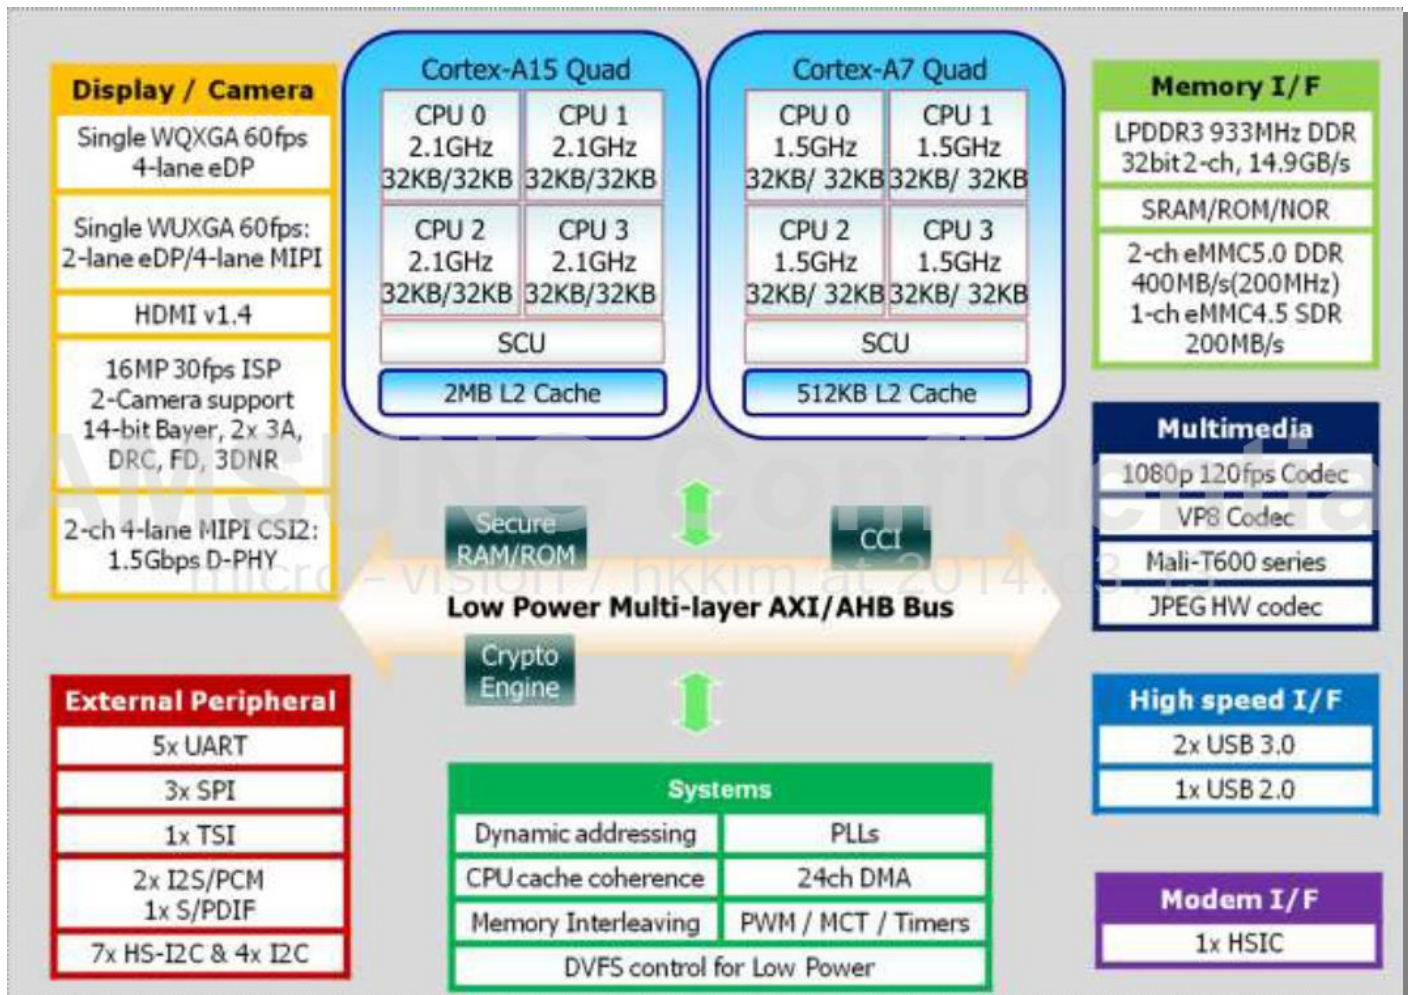 Display / Camera
Single WQXGA 60fps
4-lane eDP
Single WUXGA 60fps:
2-lane eDP/4-lane MIPI
HDMI v1.4
16MP 30fps ISP
2-Camera support
14-bit Bayer, 2x 3A,
DRC, FD, 3DNR
2-ch 4-lane MIPI CSI2:
1.5Gbps D-PHY
Cortex-A15 Quad
CPU 0
2.1GHz
32KB/32KB
CPU 1
2.1GHz
32KB/32KB
CPU 2
2.1GHz
32KB/32KB
CPU 3
2.1GHz
32KB/32KB
SCU
2MB L2 Cache
Cortex-A7 Quad
CPU 0
1.5GHz
32KB/ 32KB
CPU 1
1.5GHz
32KB/ 32KB
CPU 2
1.5GHz
32KB/ 32KB
CPU 3
1.5GHz
32KB/ 32KB
SCU
512KB L2 Cache
Memory I/F
LPDDR3 933MHz DDR
32bit 2-ch, 14.9GB/s
SRAM/ROM/NOR
2-ch eMMC5.0 DDR
400MB/s(200MHz)
1-ch eMMC4.5 SDR
200MB/s
Multimedia
1080p 120fps Codec
VP8 Codec
Mali-T600 series
JPEG HW codec
AMSUNG Confidentia
micro - vision / hkkim at 2014.03
Secure
RAM/ROM
CCI
Low Power Multi-layer AXI/AHB Bus
Crypto
Engine
External Peripheral
5x UART
3x SPI
1x TSI
2x I2S/PCM
1x S/PDIF
7x HS-I2C & 4x I2C
Systems
Dynamic addressing
PLLs
CPU cache coherence
24ch DMA
Memory Interleaving
PWM / MCT / Timers
DVFS control for Low Power
High speed I/F
2x USB 3.0
1x USB 2.0
Modem I/F
1x HSIC